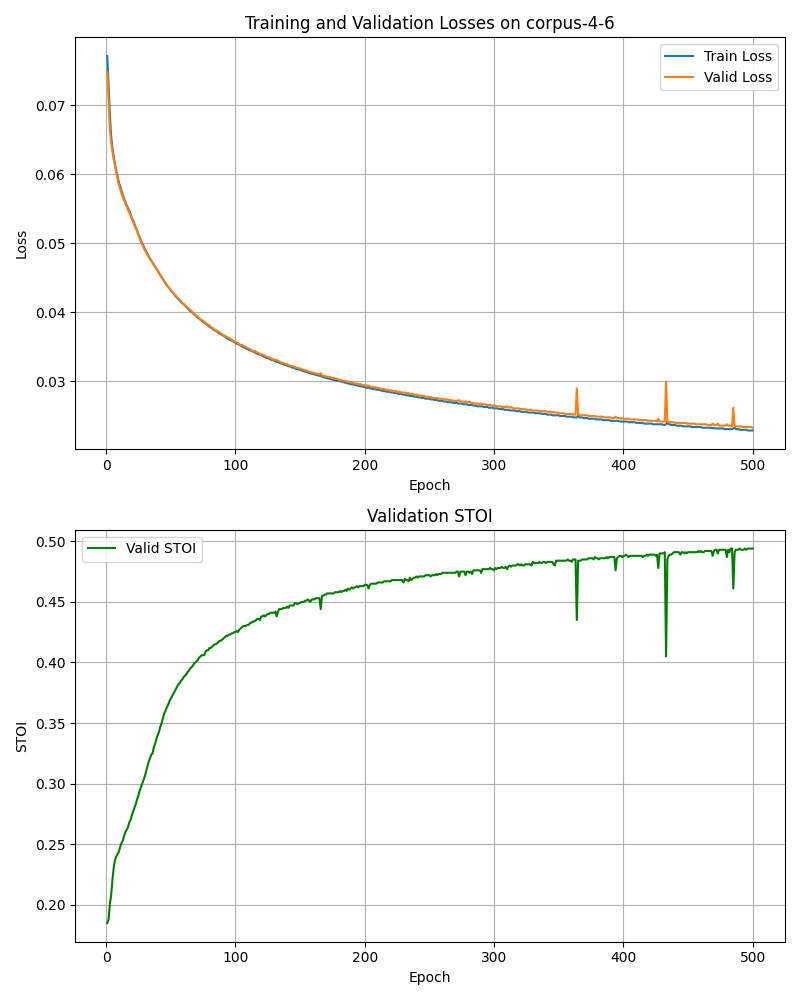 Training and Validation Losses on corpus-4-6
Train Loss
Valid Loss
0.07
0.06
0.05
0.04
0.03
Loss
0 100 200 300 400 500
Epoch
Validation STOI
Valid STOI
0.50
0.45
0.40
0.35
0.30
0.25
0.20
STOI
0 100 200 300 400 500
Epoch